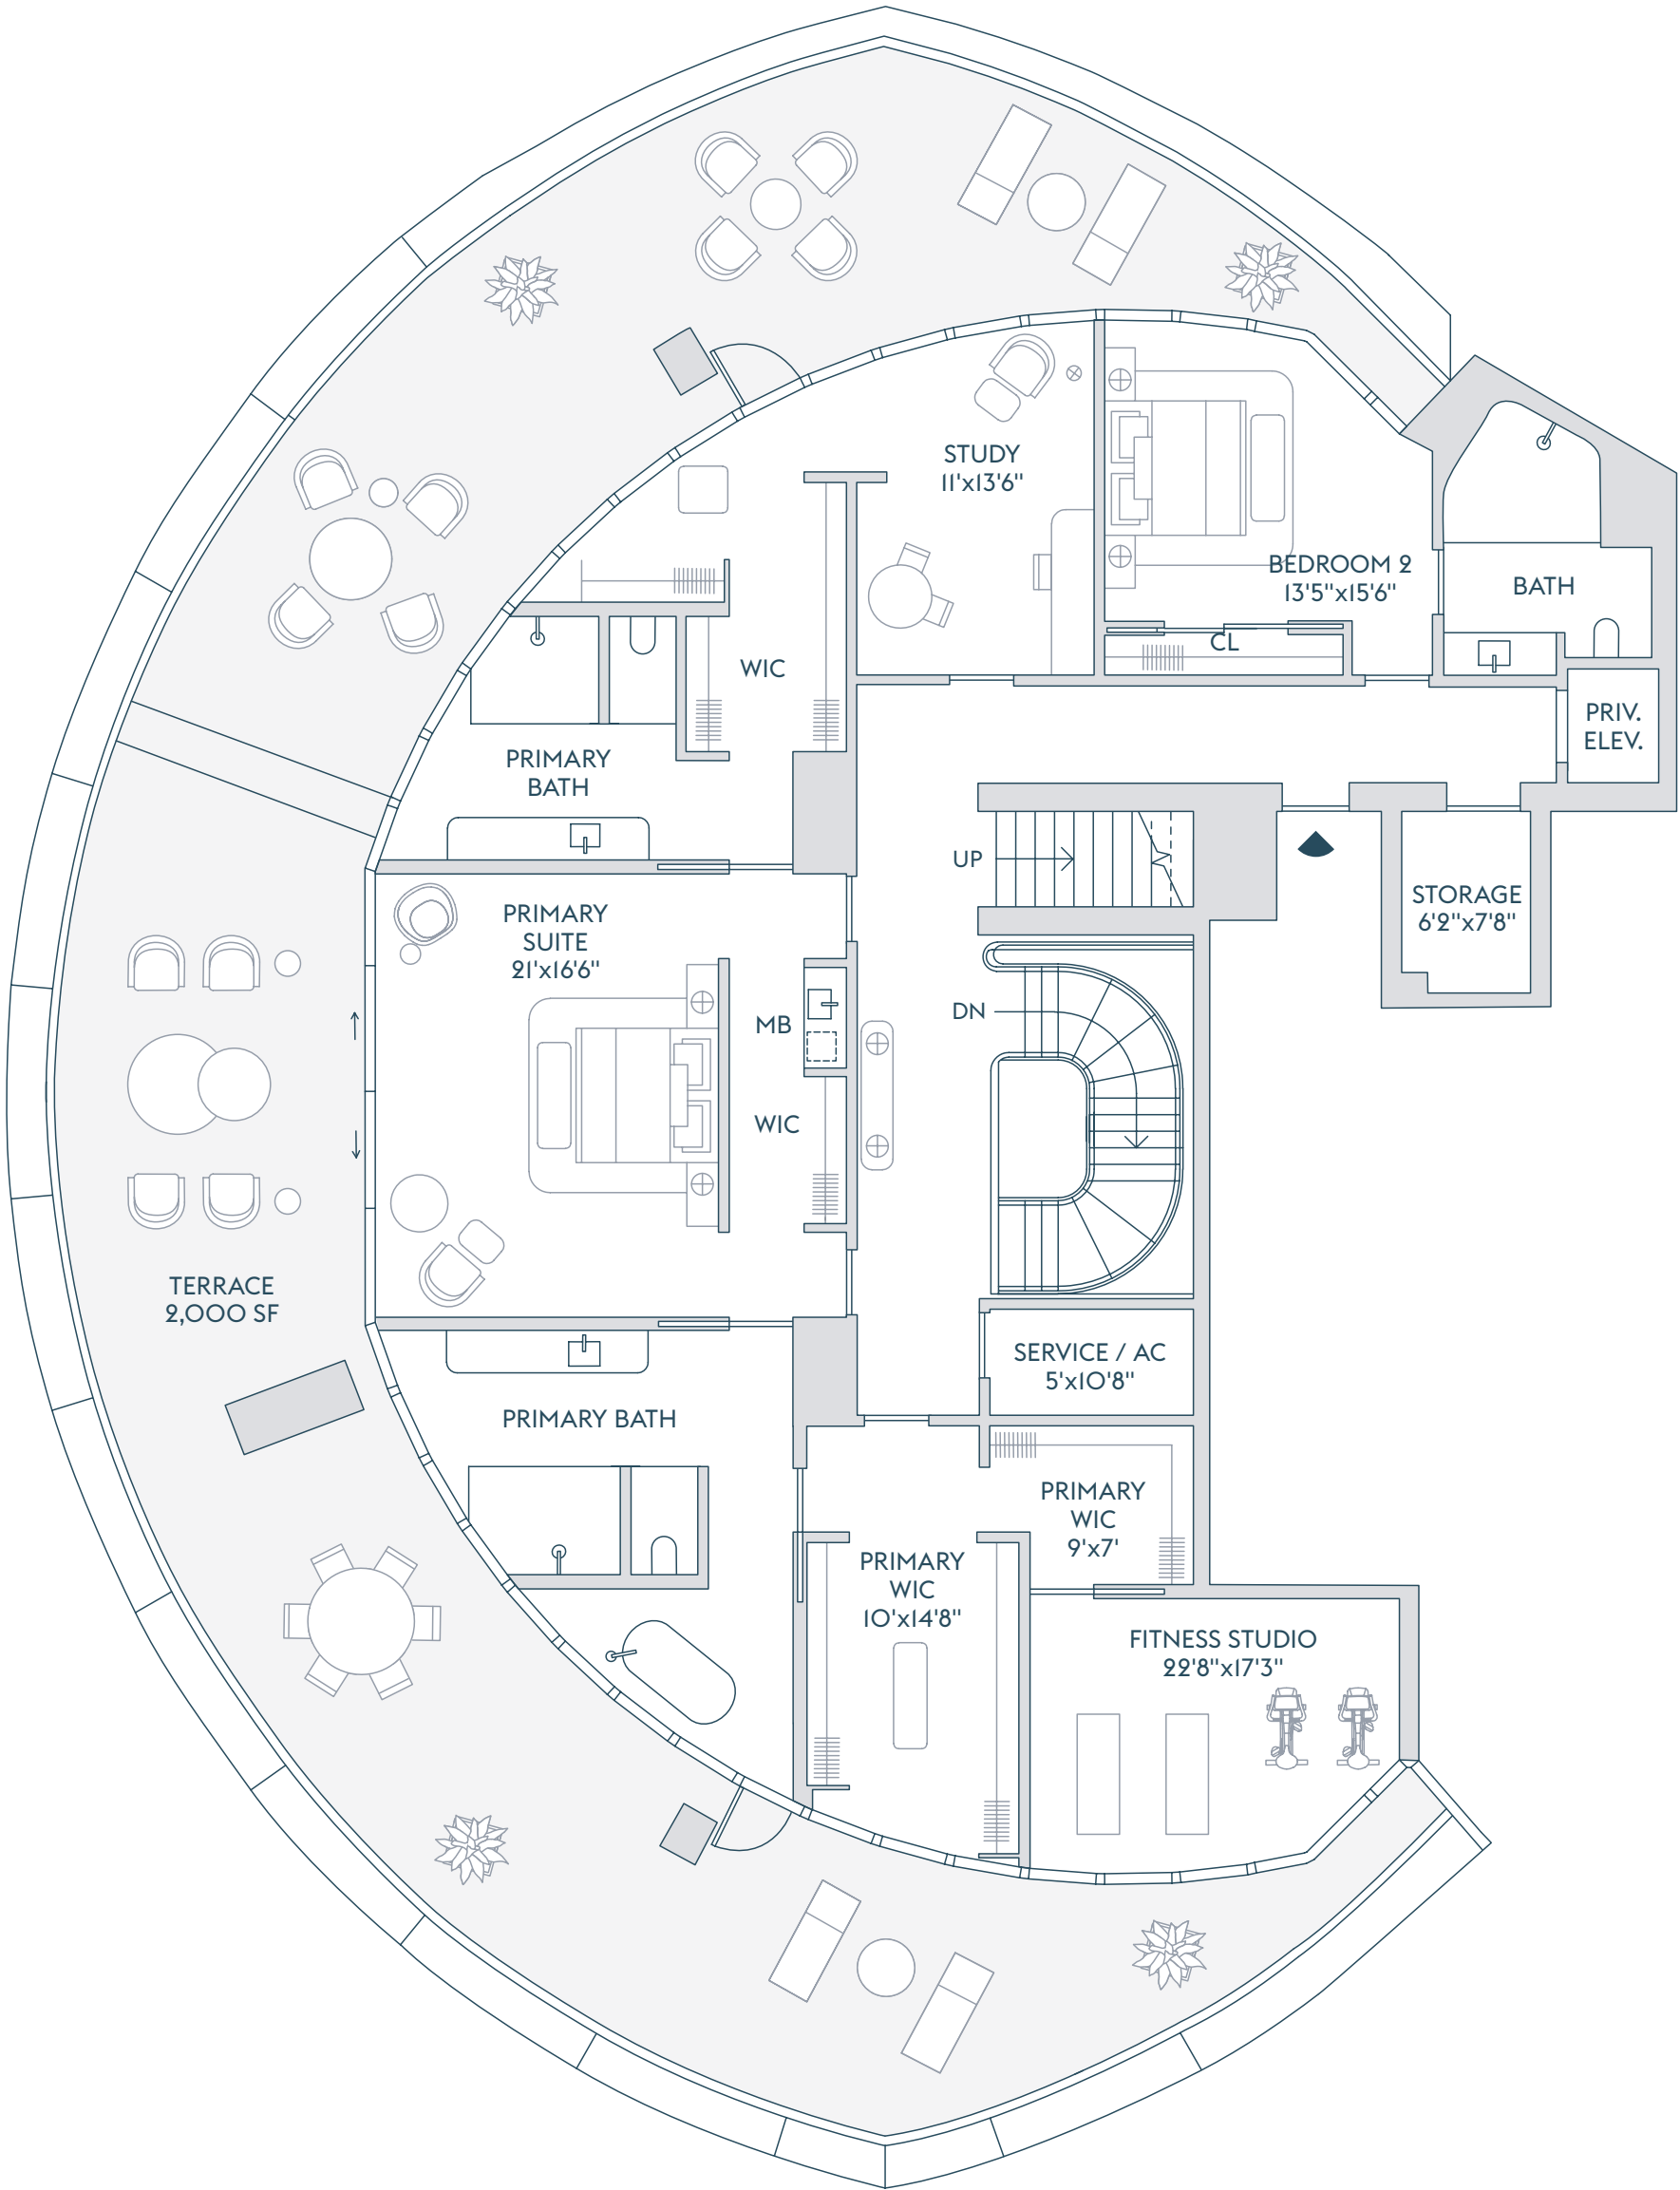 STUDY
11'x13'6"
BEDROOM 2
13'5"x15'6"
BATH
CL
WIC
PRIV.
ELEV.
PRIMARY
BATH
UP
STORAGE
6'2"x7'8"
PRIMARY
SUITE
21'x16'6"
MB
DN
WIC
TERRACE
2,000 SF
SERVICE / AC
5'x10'8"
PRIMARY BATH
PRIMARY
WIC
9'x7'
PRIMARY
WIC
10'x14'8"
FITNESS STUDIO
22'8"x17'3"